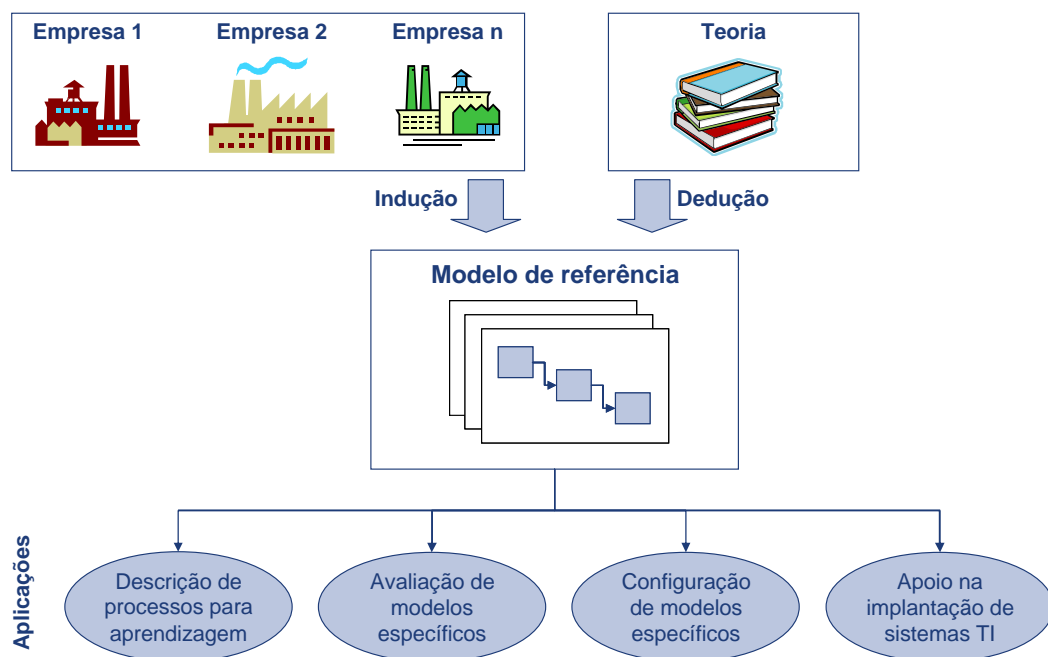 Empresa 1
Empresa 2
Empresa n
Teoria
Indução
Dedução
Modelo de referência
Aplicações
Descrição de
processos para
aprendizagem
Avaliação de
modelos
específicos
Configuração
de modelos
específicos
Apoio na
implantação de
sistemas TI